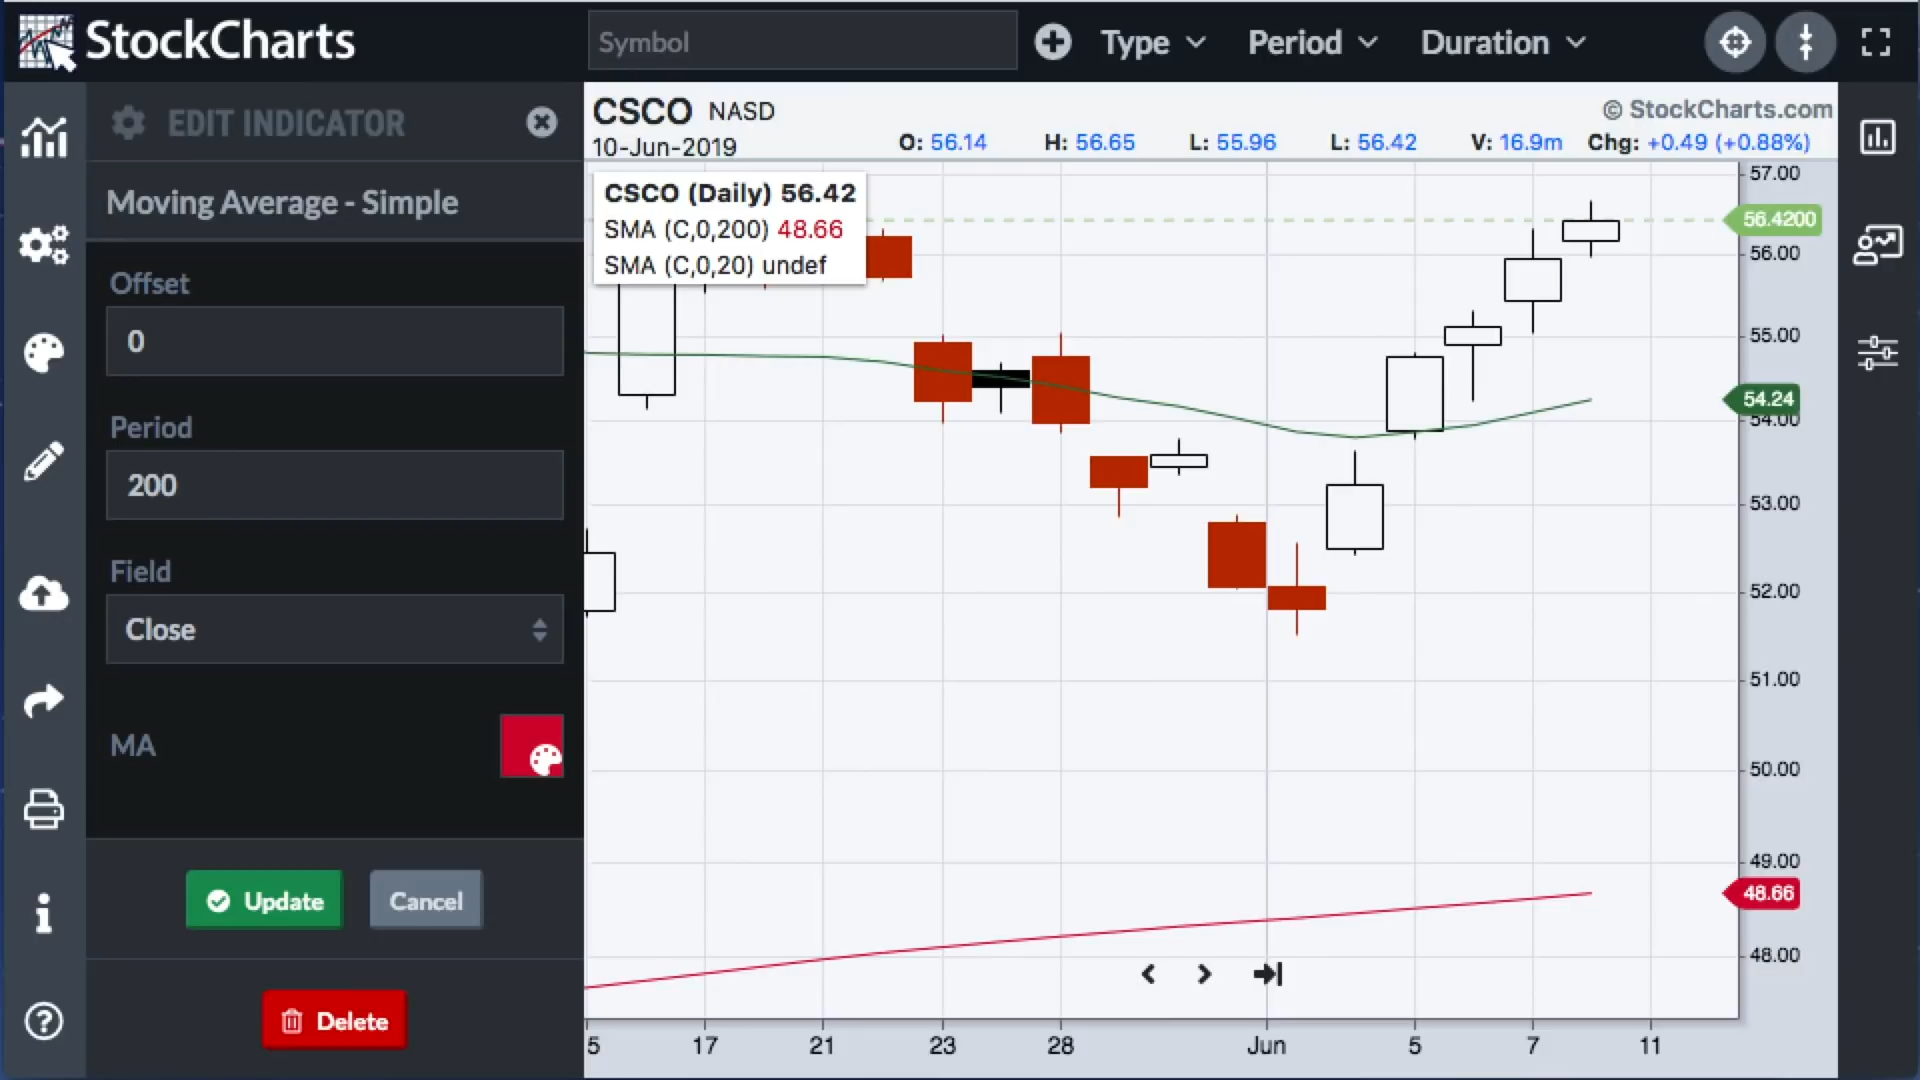 StockCharts
Symbol
Type
Period
Duration
EDIT INDICATOR
Moving Average - Simple
Offset
0
Period
200
Field
Close
MA
Update
Cancel
Delete
CSCO NASD
© StockCharts.com
10-Jun-2019
O: 56.14 H: 56.65 L: 55.96 L: 56.42 V: 16.9m Chg: +0.49 (+0.88%)
CSCO (Daily) 56.42
SMA (C,0,200) 48.66
SMA (C,0,20) undef
57.00
56.4200
56.00
55.00
54.24
54.00
53.00
52.00
51.00
50.00
49.00
48.66
48.00
5 17 21 23 28 Jun 5 7 11